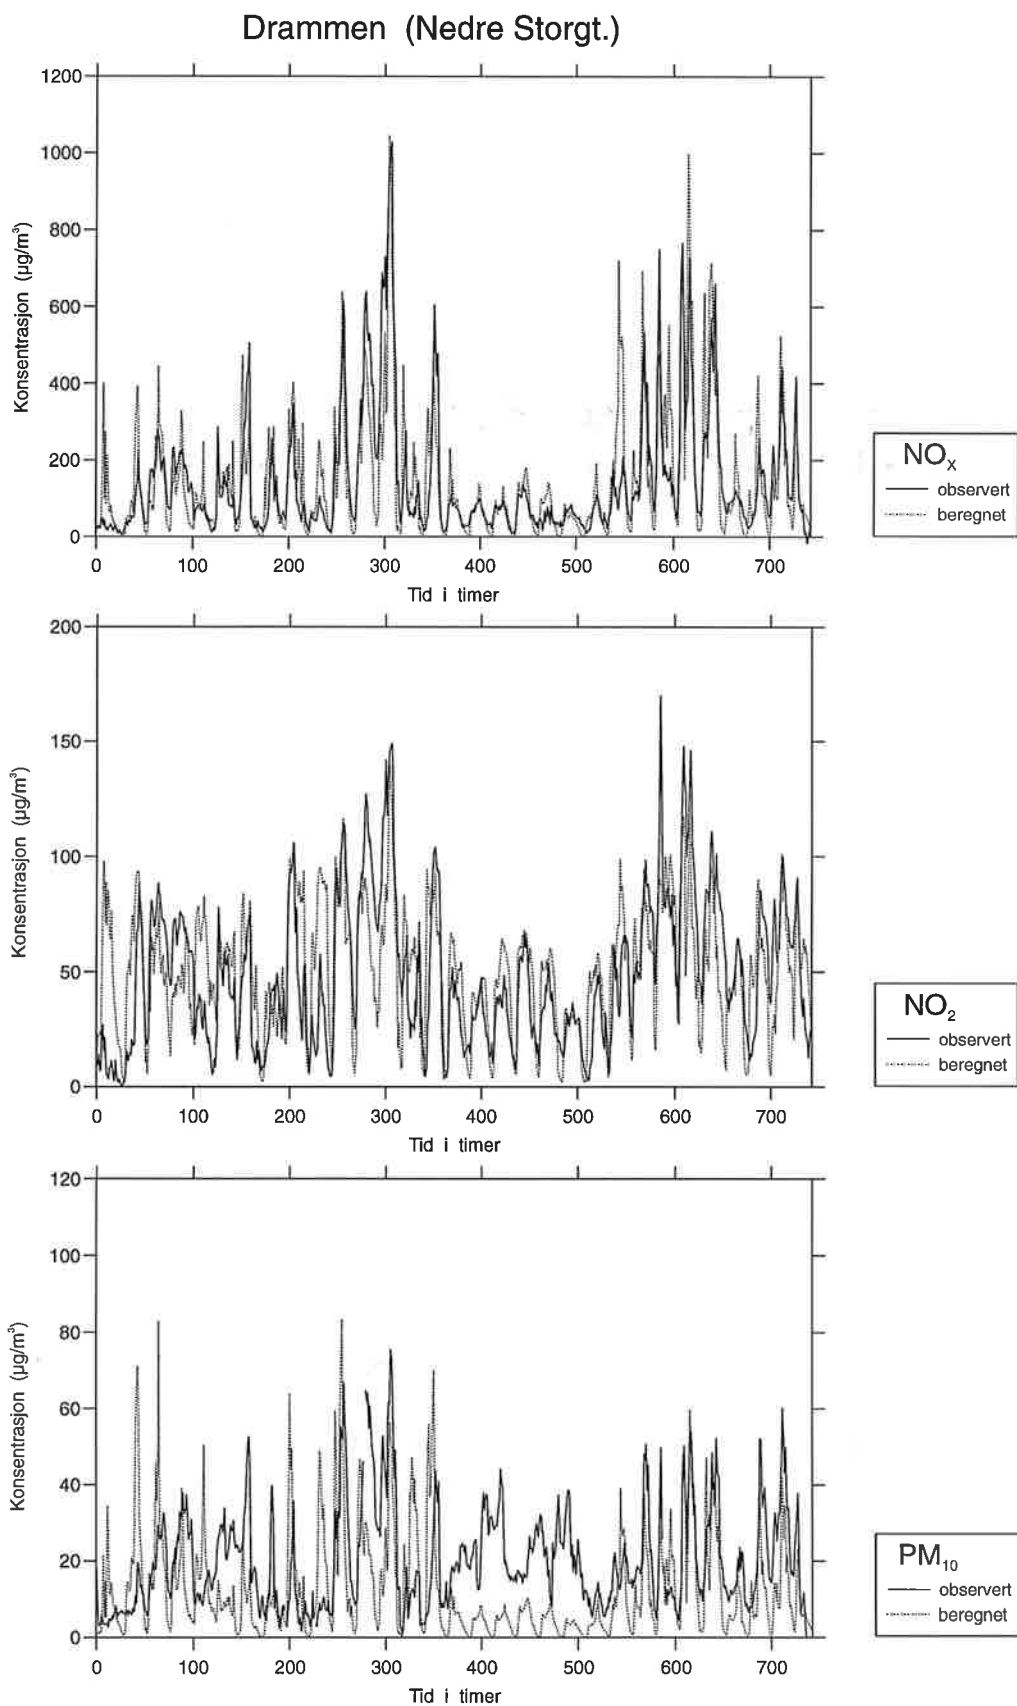 Drammen (Nedre Storgt.)
1200
1000
800
600
400
200
0
Konsentrasjon (µg/m³)
0 100 200 300 400 500 600 700
Tid i timer
NOX
observert
beregnet
200
150
100
50
0
Konsentrasjon (µg/m³)
0 100 200 300 400 500 600 700
Tid i timer
NO2
observert
beregnet
120
100
80
60
40
20
0
Konsentrasjon (µg/m³)
0 100 200 300 400 500 600 700
Tid i timer
PM10
observert
beregnet